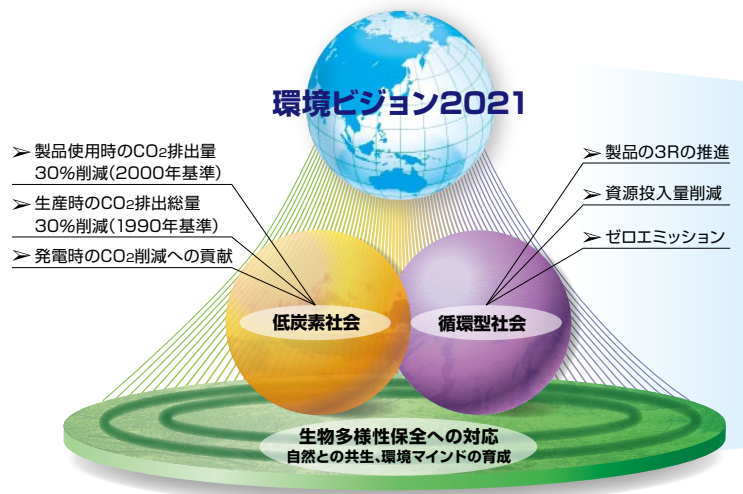 環境ビジョン2021
➢ 製品使用時のCO2排出量
30%削減(2000年基準)
➢ 生産時のCO2排出総量
30%削減(1990年基準)
➢ 発電時のCO2削減への貢献
➢ 製品の3Rの推進
➢ 資源投入量削減
➢ ゼロエミッション
低炭素社会
循環型社会
生物多様性保全への対応
自然との共生、環境マインドの育成